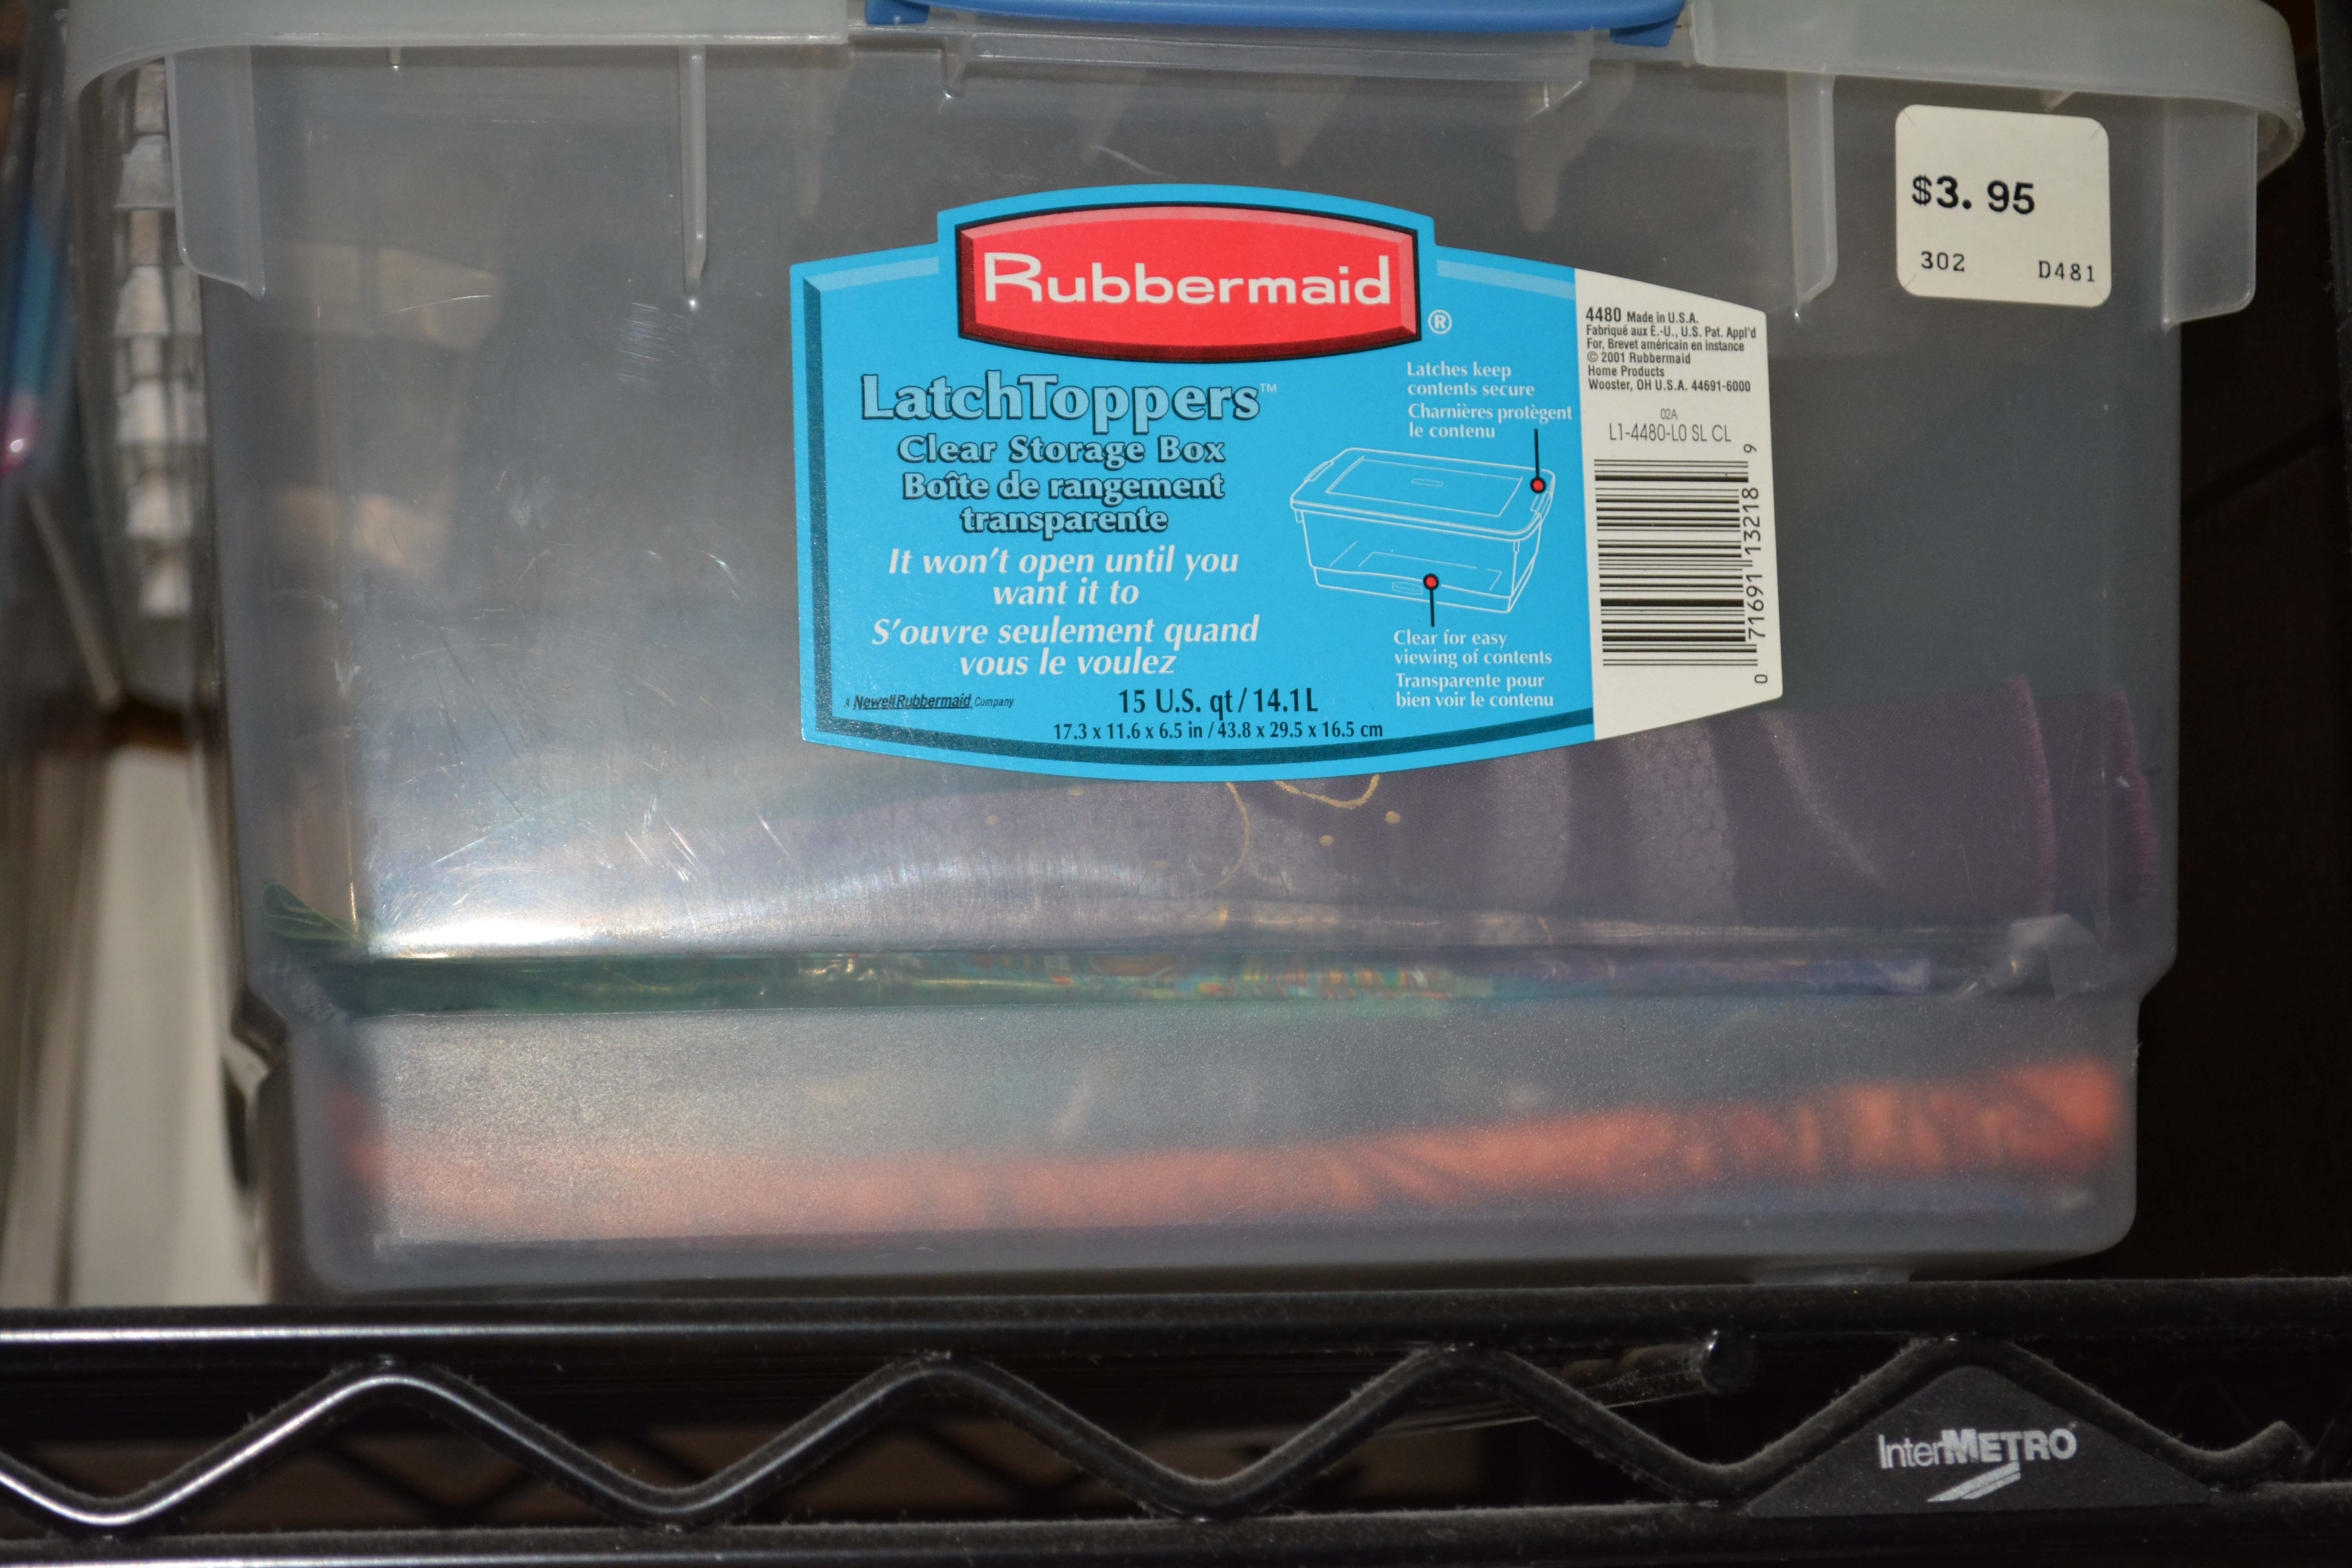 $3.95
302 D481
Rubbermaid®
LatchToppers™
Clear Storage Box
Boîte de rangement
transparente
It won't open until you
want it to
S'ouvre seulement quand
vous le voulez
A Newell Rubbermaid Company
15 U.S. qt / 14.1L
17.3 x 11.6 x 6.5 in / 43.8 x 29.5 x 16.5 cm
Latches keep
contents secure
Charnières protègent
le contenu
Clear for easy
viewing of contents
Transparente pour
bien voir le contenu
4480 Made in U.S.A.
Fabriqué aux É.-U., U.S. Pat. Appl'd
For, Brevet américain en instance
© 2001 Rubbermaid
Home Products
Wooster, OH U.S.A. 44691-6000
02A
L1-4480-L0 SL CL
0 71691 13218 9
InterMETRO